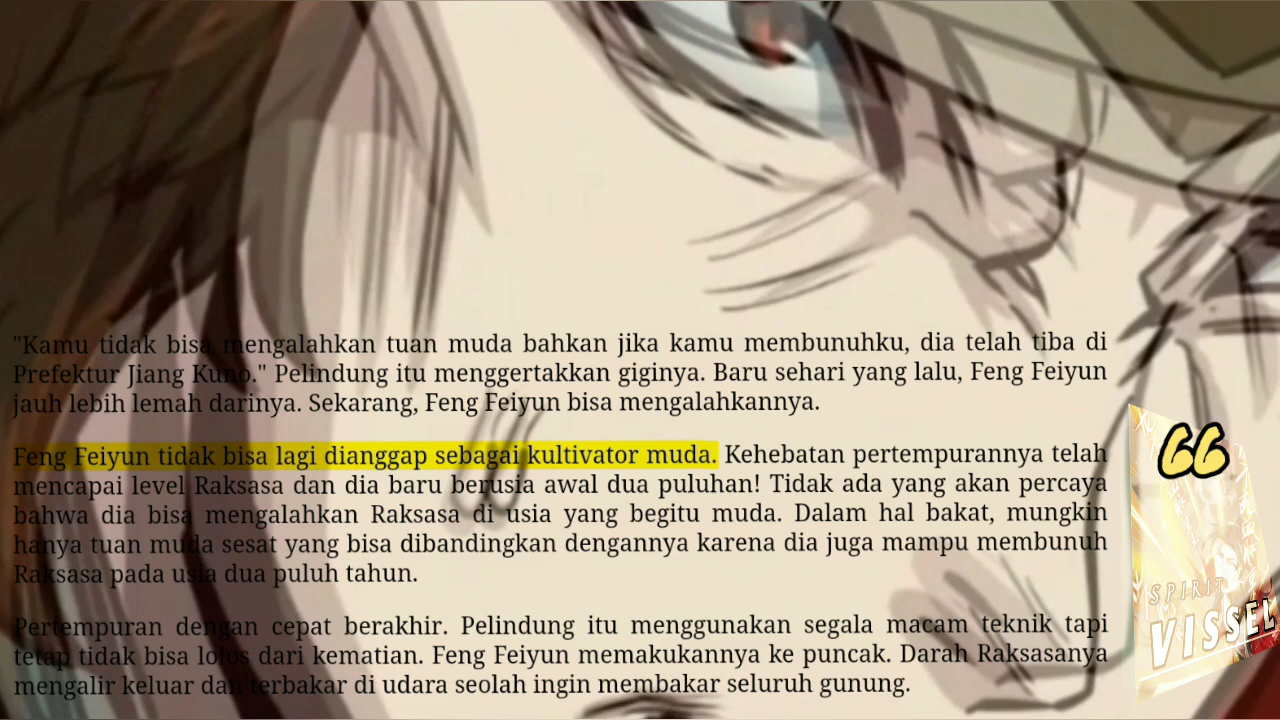 "Kamu tidak bisa mengalahkan tuan muda bahkan jika kamu membunuhku, dia telah tiba di
Prefektur Jiang Kuno." Pelindung itu menggertakkan giginya. Baru sehari yang lalu, Feng Feiyun
jauh lebih lemah darinya. Sekarang, Feng Feiyun bisa mengalahkannya.
Feng Feiyun tidak bisa lagi dianggap sebagai kultivator muda. Kehebatan pertempurannya telah
mencapai level Raksasa dan dia baru berusia awal dua puluhan! Tidak ada yang akan percaya
bahwa dia bisa mengalahkan Raksasa di usia yang begitu muda. Dalam hal bakat, mungkin
hanya tuan muda sesat yang bisa dibandingkan dengannya karena dia juga mampu membunuh
Raksasa pada usia dua puluh tahun.
Pertempuran dengan cepat berakhir. Pelindung itu menggunakan segala macam teknik tapi
tetap tidak bisa lolos dari kematian. Feng Feiyun memakukannya ke puncak. Darah Raksasanya
mengalir keluar dan terbakar di udara seolah ingin membakar seluruh gunung.
66
SPIRIT
VISSEL